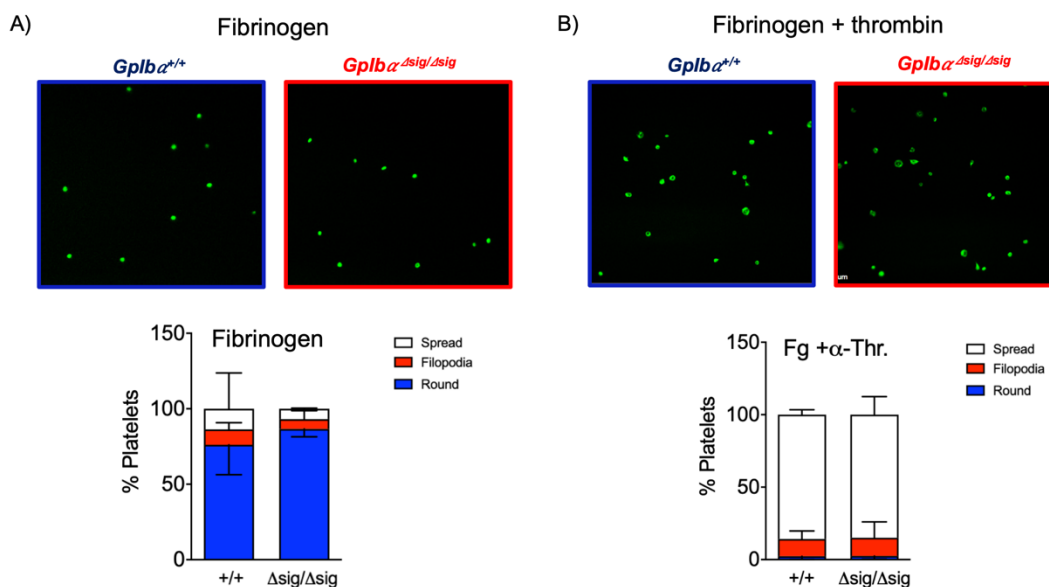 A)
Fibrinogen
GpIbα+/+
GpIbαΔsig/Δsig
Fibrinogen
150
100
50
0
% Platelets
Spread
Filopodia
Round
+/+
Δsig/Δsig
B)
Fibrinogen + thrombin
GpIbα+/+
GpIbαΔsig/Δsig
um
Fg +α-Thr.
150
100
50
0
% Platelets
Spread
Filopodia
Round
+/+
Δsig/Δsig